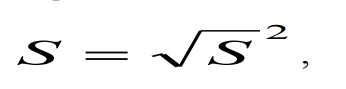 S = √S²,